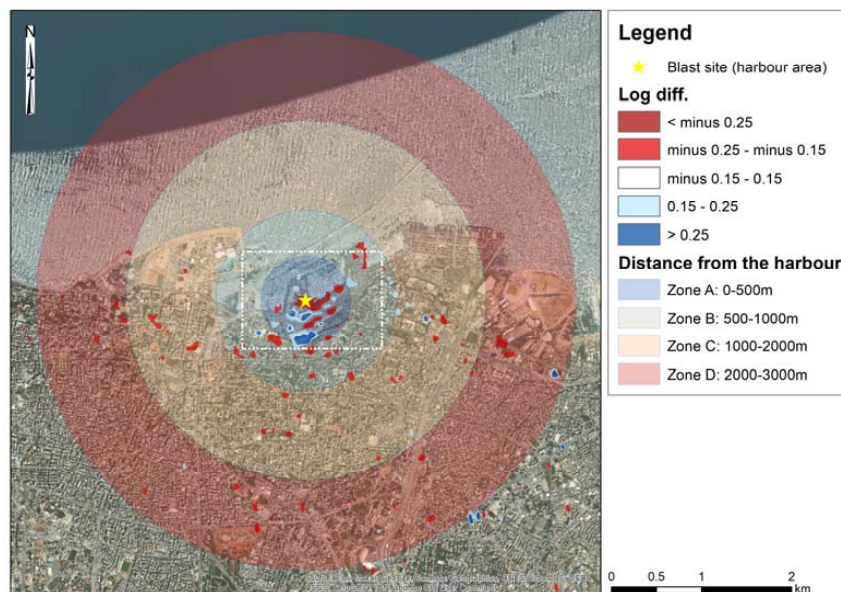 N
Legend
Blast site (harbour area)
Log diff.
< minus 0.25
minus 0.25 - minus 0.15
minus 0.15 - 0.15
0.15 - 0.25
> 0.25
Distance from the harbour
Zone A: 0-500m
Zone B: 500-1000m
Zone C: 1000-2000m
Zone D: 2000-3000m
0 0.5 1 2
km